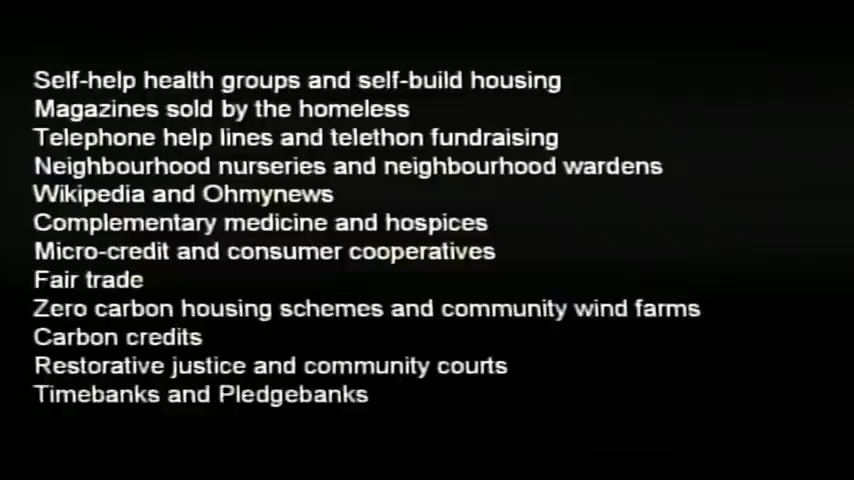 Self-help health groups and self-build housing
Magazines sold by the homeless
Telephone help lines and telethon fundraising
Neighbourhood nurseries and neighbourhood wardens
Wikipedia and Ohmynews
Complementary medicine and hospices
Micro-credit and consumer cooperatives
Fair trade
Zero carbon housing schemes and community wind farms
Carbon credits
Restorative justice and community courts
Timebanks and Pledgebanks